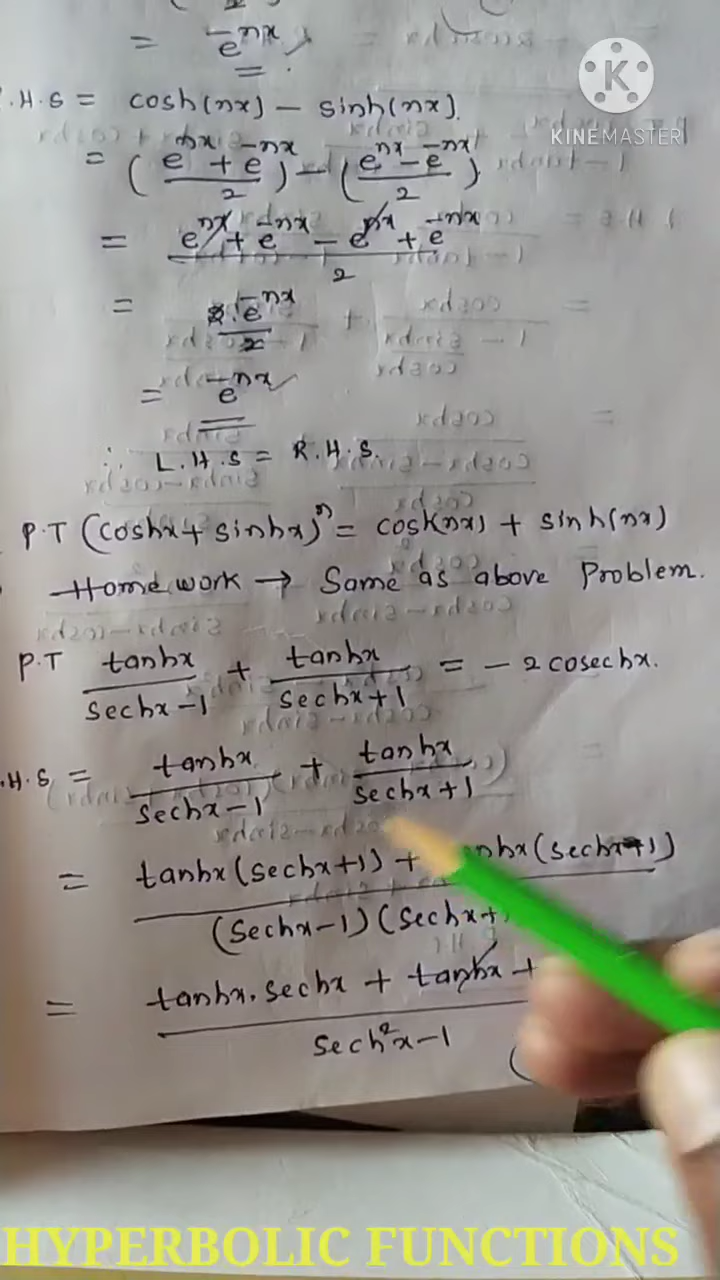 = e^-nx
K
KINEMASTER
.H.S = cosh(nx) - sinh(nx).
= (e^nx + e^-nx / 2) - (e^nx - e^-nx / 2)
= e^nx + e^-nx - e^nx + e^-nx / 2
= 2.e^-nx / 2
= e^-nx
∴ L.H.S = R.H.S.
P.T (coshx + sinhx)^n = cosh(nx) + sinh(nx)
Home work → Same as above Problem.
P.T tanhx / sechx-1 + tanhx / sechx+1 = -2 cosechx.
.H.S = tanhx / sechx-1 + tanhx / sechx+1
= tanhx(sechx+1) + tanhx(sechx-1) / (sechx-1)(sechx+
= tanhx.sechx + tanhx + / sech²x-1
(
HYPERBOLIC FUNCTIONS